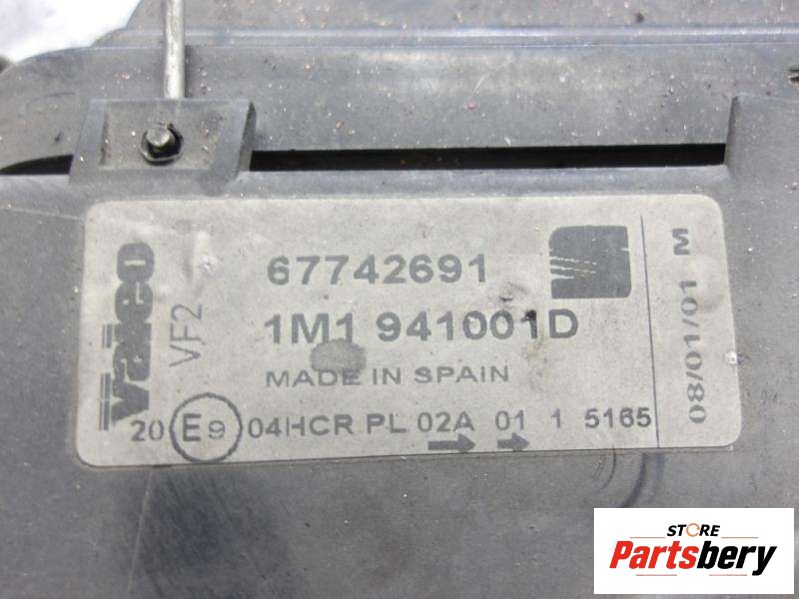 67742691
1M1 941001D
MADE IN SPAIN
20 E9 04HCR PL 02A 01 1 5165
Valeo
VF2
08/01/01 M
STORE
Partsbery